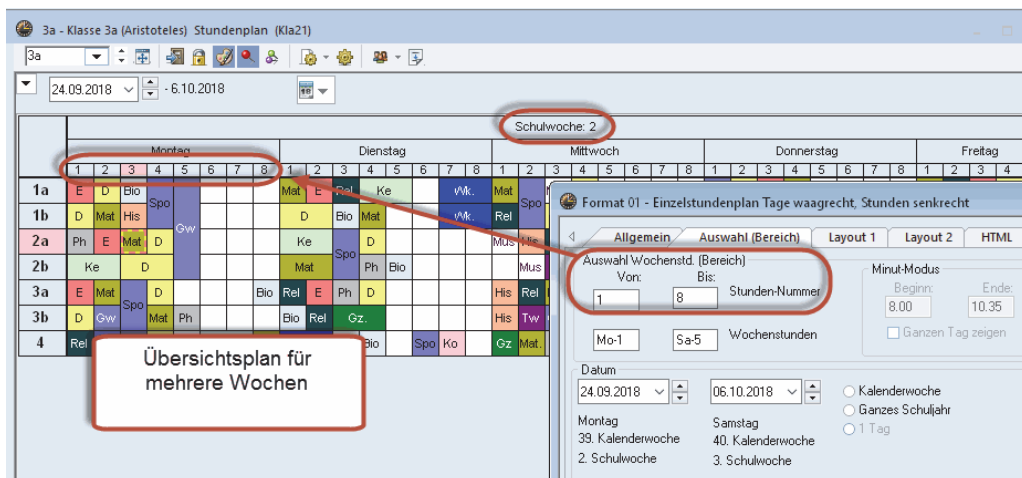 3a - Klasse 3a (Aristoteles) Stundenplan (Kla21)
3a
24.09.2018 - 6.10.2018
Schulwoche: 2
Montag Dienstag Mittwoch Donnerstag Freitag
1 2 3 4 5 6 7 8 1 2 3 4 5 6 7 8 1 2 3 4 5 6 7 8 1 2 3 4 5 6 7 8 1 2 3 4
1a E D Bio Spo Mat E Rel Ke Wk. Mat Spo
1b D Mat His Gw D Bio Mat Wk. Rel
2a Ph E Mat D Ke Spo D Mus His
2b Ke D Mat Ph Bio Mus
3a E Mat Spo D Bio Rel E Ph D His Rel
3b D Gw Mat Ph Bio Rel Gz. His Tw
4 Rel Bio Spo Ko Gz Mat.
Übersichtsplan für
mehrere Wochen
Format 01 - Einzelstundenplan Tage waagrecht, Stunden senkrecht
Allgemein Auswahl (Bereich) Layout 1 Layout 2 HTML
Auswahl Wochenstd. (Bereich)
Von: Bis:
1 8 Stunden-Nummer
Mo-1 Sa-5 Wochenstunden
Minut-Modus
Beginn: Ende:
8.00 10.35
Ganzen Tag zeigen
Datum
24.09.2018 06.10.2018
Montag Samstag
39. Kalenderwoche 40. Kalenderwoche
2. Schulwoche 3. Schulwoche
Kalenderwoche
Ganzes Schuljahr
1 Tag